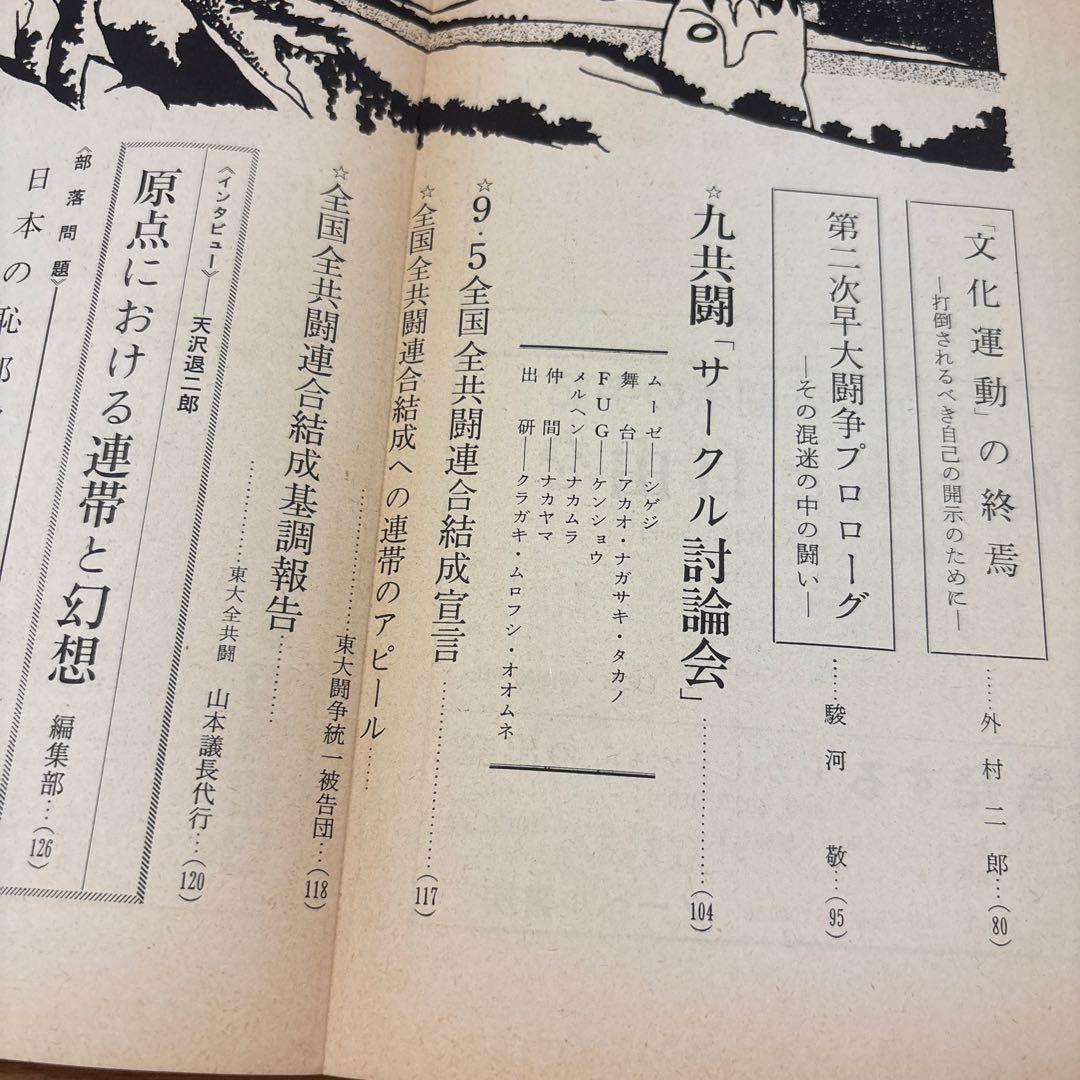 「文化運動」の終焉
―打倒されるべき自己の開示のために―
……外村二郎…(80)
第二次早大闘争プロローグ
―その混迷の中の闘い―
……駿河敬…(95)
☆九共闘「サークル討論会」……………(104)
ムーゼ――シゲジ
舞台――アカオ・ナガサキ・タカノ
FUG――ケンショウ
メルヘン――ナカムラ
仲間――ナカヤマ
出研――クラガキ・ムロフシ・オオムネ
☆9・5全国全共闘連合結成宣言……………(117)
☆全国全共闘連合結成への連帯のアピール……
……………東大闘争統一被告団…(118)
☆全国全共闘連合結成基調報告…………
……………東大全共闘 山本議長代行…(120)
《インタビュー》――天沢退二郎
原点における連帯と幻想 編集部…(126)
《部落問題》
日本の恥部